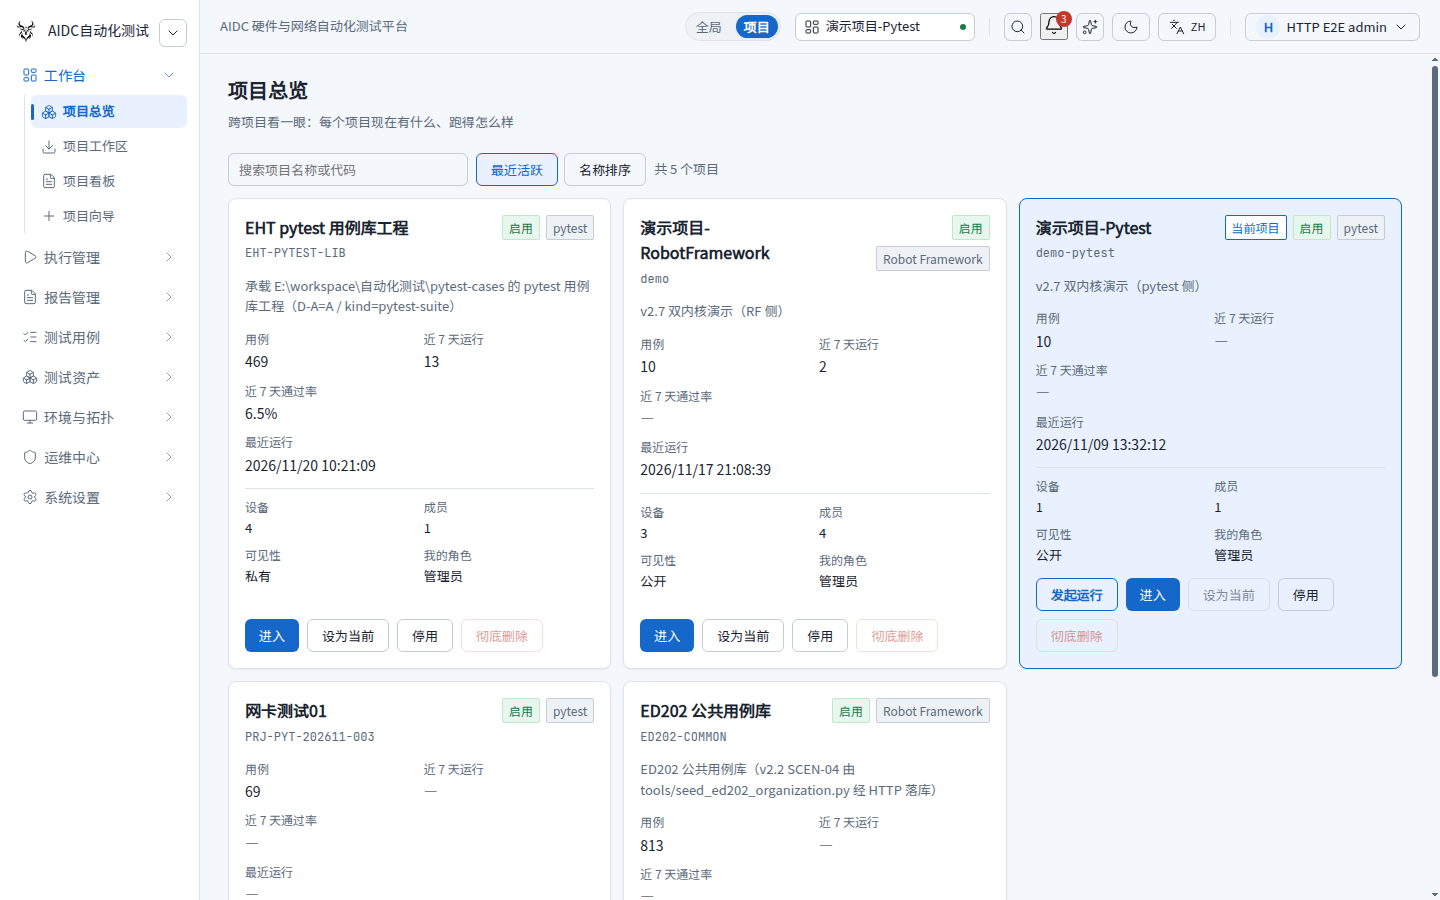 AIDC自动化测试
AIDC 硬件与网络自动化测试平台
全局
项目
演示项目-Pytest
3
ZH
H
HTTP E2E admin
工作台
项目总览
项目工作区
项目看板
项目向导
执行管理
报告管理
测试用例
测试资产
环境与拓扑
运维中心
系统设置
项目总览
跨项目看一眼：每个项目现在有什么、跑得怎么样
搜索项目名称或代码
最近活跃
名称排序
共 5 个项目
EHT pytest 用例库工程
启用
pytest
EHT-PYTEST-LIB
承载 E:\workspace\自动化测试\pytest-cases 的 pytest 用例
库工程（D-A=A / kind=pytest-suite）
用例
近 7 天运行
469
13
近 7 天通过率
6.5%
最近运行
2026/11/20 10:21:09
设备
成员
4
1
可见性
我的角色
私有
管理员
进入
设为当前
停用
彻底删除
演示项目-
RobotFramework
启用
Robot Framework
demo
v2.7 双内核演示（RF 侧）
用例
近 7 天运行
10
2
近 7 天通过率
—
最近运行
2026/11/17 21:08:39
设备
成员
3
4
可见性
我的角色
公开
管理员
进入
设为当前
停用
彻底删除
演示项目-Pytest
当前项目
启用
pytest
demo-pytest
v2.7 双内核演示（pytest 侧）
用例
近 7 天运行
10
—
近 7 天通过率
—
最近运行
2026/11/09 13:32:12
设备
成员
1
1
可见性
我的角色
公开
管理员
发起运行
进入
设为当前
停用
彻底删除
网卡测试01
启用
pytest
PRJ-PYT-202611-003
用例
近 7 天运行
69
—
近 7 天通过率
—
最近运行
—
ED202 公共用例库
启用
Robot Framework
ED202-COMMON
ED202 公共用例库（v2.2 SCEN-04 由
tools/seed_ed202_organization.py 经 HTTP 落库）
用例
近 7 天运行
813
—
近 7 天通过率
—